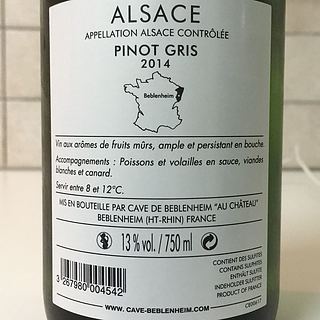 ALSACE
APPELLATION ALSACE CONTRÔLÉE
PINOT GRIS
2014
Beblenheim
Vin aux arômes de fruits mûrs, ample et persistant en bouche.
Accompagnements : Poissons et volailles en sauce, viandes
blanches et canard.
Servir entre 8 et 12°C.
MIS EN BOUTEILLE PAR CAVE DE BEBLENHEIM "AU CHÂTEAU"
BEBLENHEIM (HT-RHIN) FRANCE
13% vol. / 750 ml
CONTIENT DES SULFITES
CONTAINS SULPHITES
ENTHÄLT SULFITE
INDEHOLDER SULFITTER
PRODUCT OF FRANCE
3 267980 004542
WWW.CAVE-BEBLENHEIM.COM